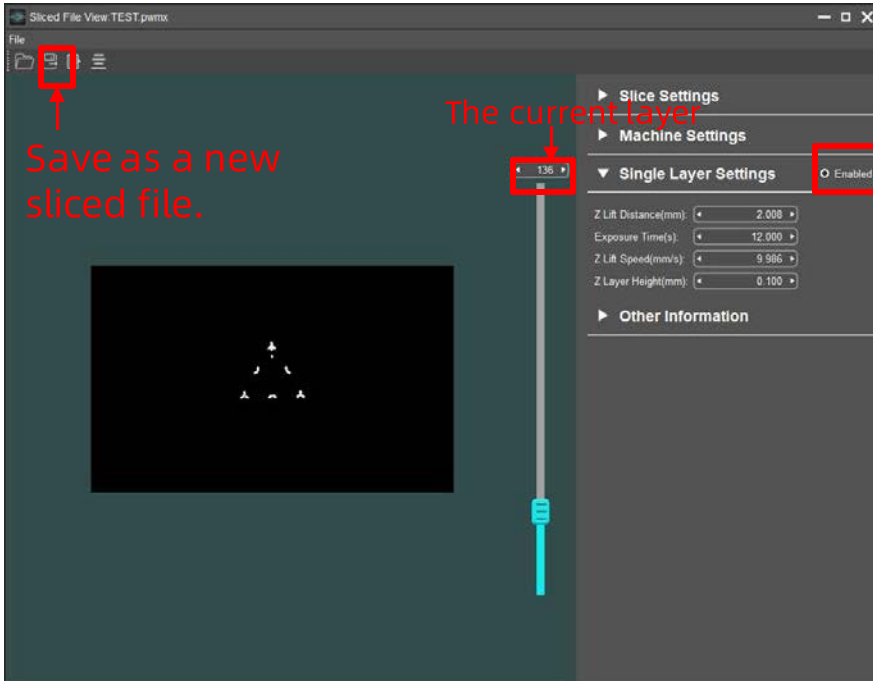 Sliced File View:TEST.pwmx
File
Slice Settings
The current layer
Machine Settings
Save as a new
sliced file.
136
Single Layer Settings
Enabled
Z Lift Distance(mm): 2.008
Exposure Time(s): 12.000
Z Lift Speed(mm/s): 9.986
Z Layer Height(mm): 0.100
Other Information